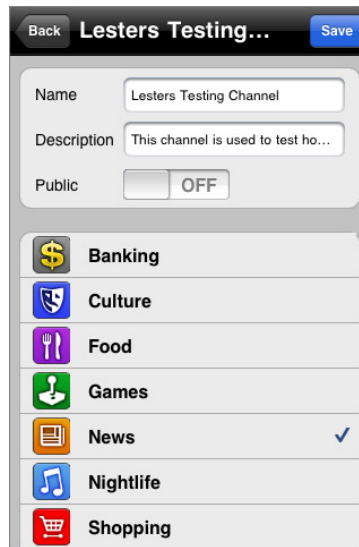 Back Lesters Testing... Save
Name Lesters Testing Channel
Description This channel is used to test ho...
Public OFF
Banking
Culture
Food
Games
News
Nightlife
Shopping